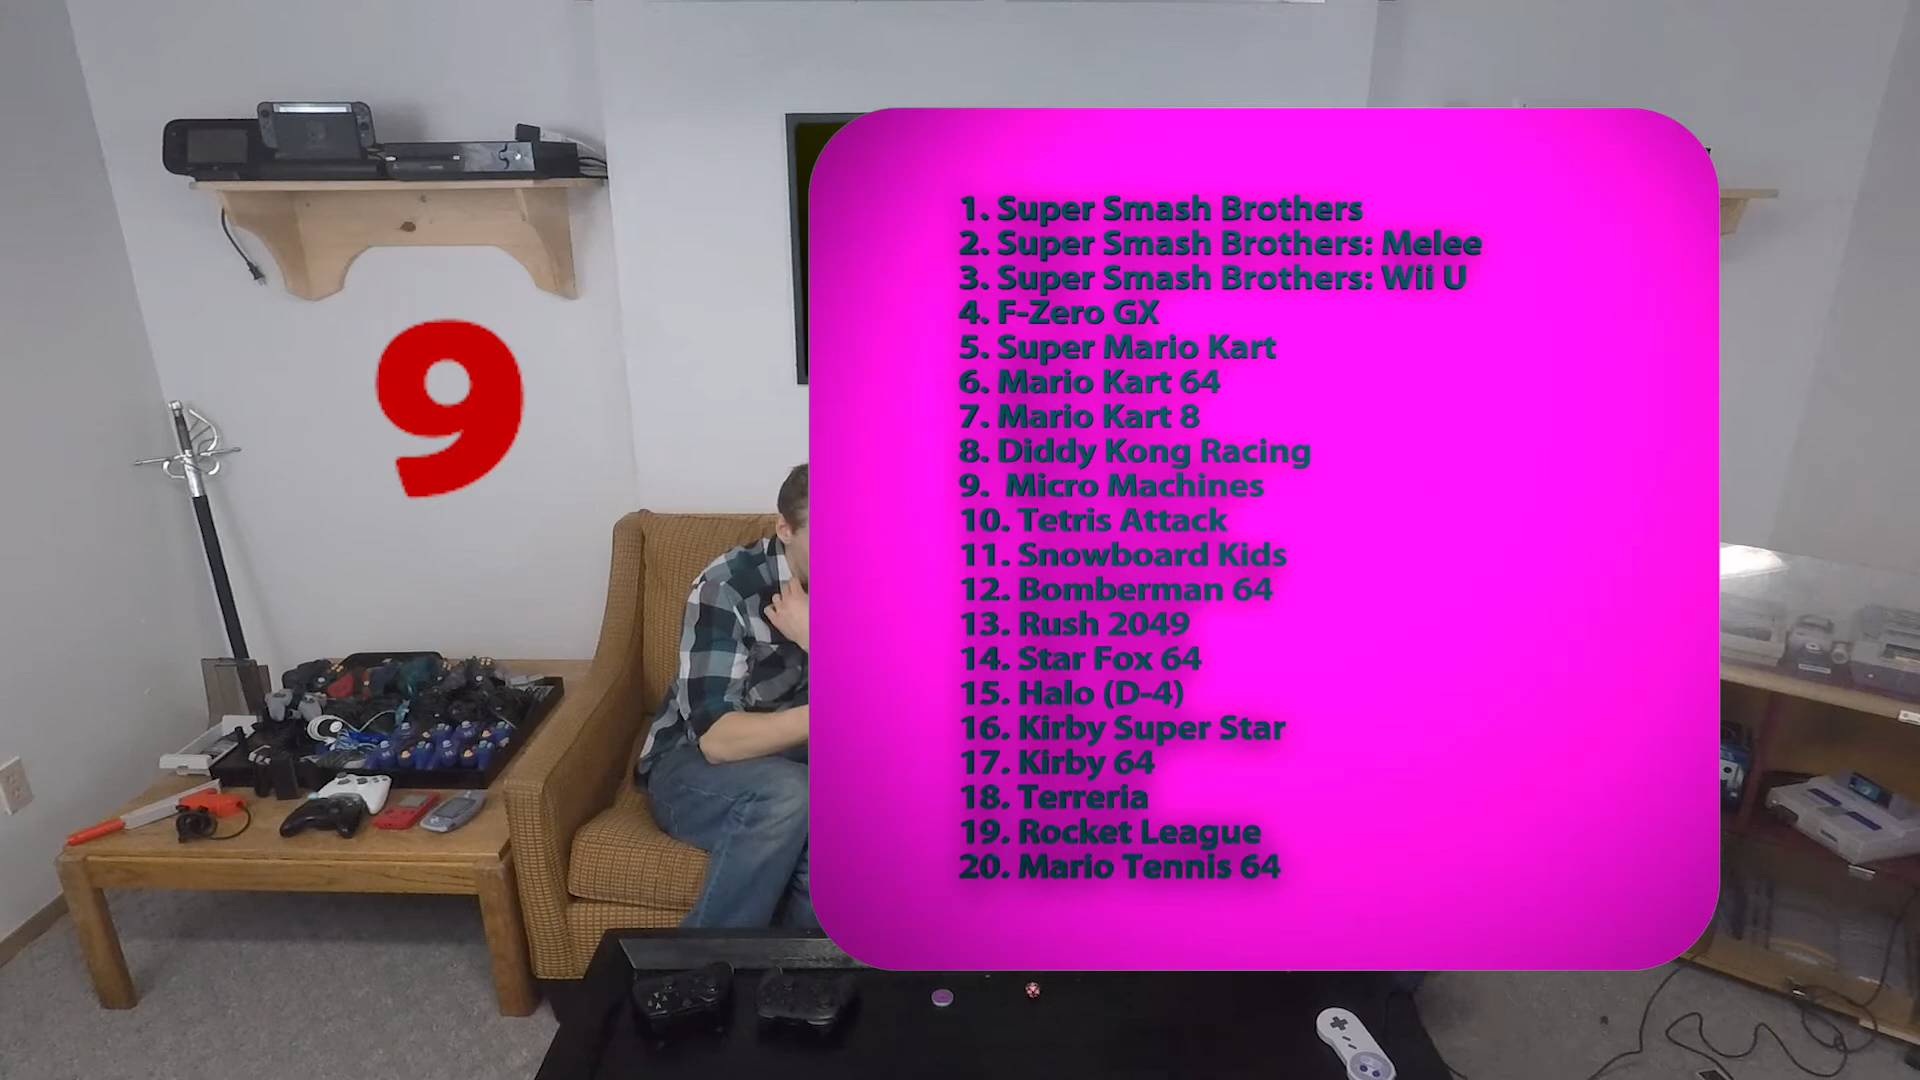 9
1. Super Smash Brothers
2. Super Smash Brothers: Melee
3. Super Smash Brothers: Wii U
4. F-Zero GX
5. Super Mario Kart
6. Mario Kart 64
7. Mario Kart 8
8. Diddy Kong Racing
9. Micro Machines
10. Tetris Attack
11. Snowboard Kids
12. Bomberman 64
13. Rush 2049
14. Star Fox 64
15. Halo (D-4)
16. Kirby Super Star
17. Kirby 64
18. Terreria
19. Rocket League
20. Mario Tennis 64